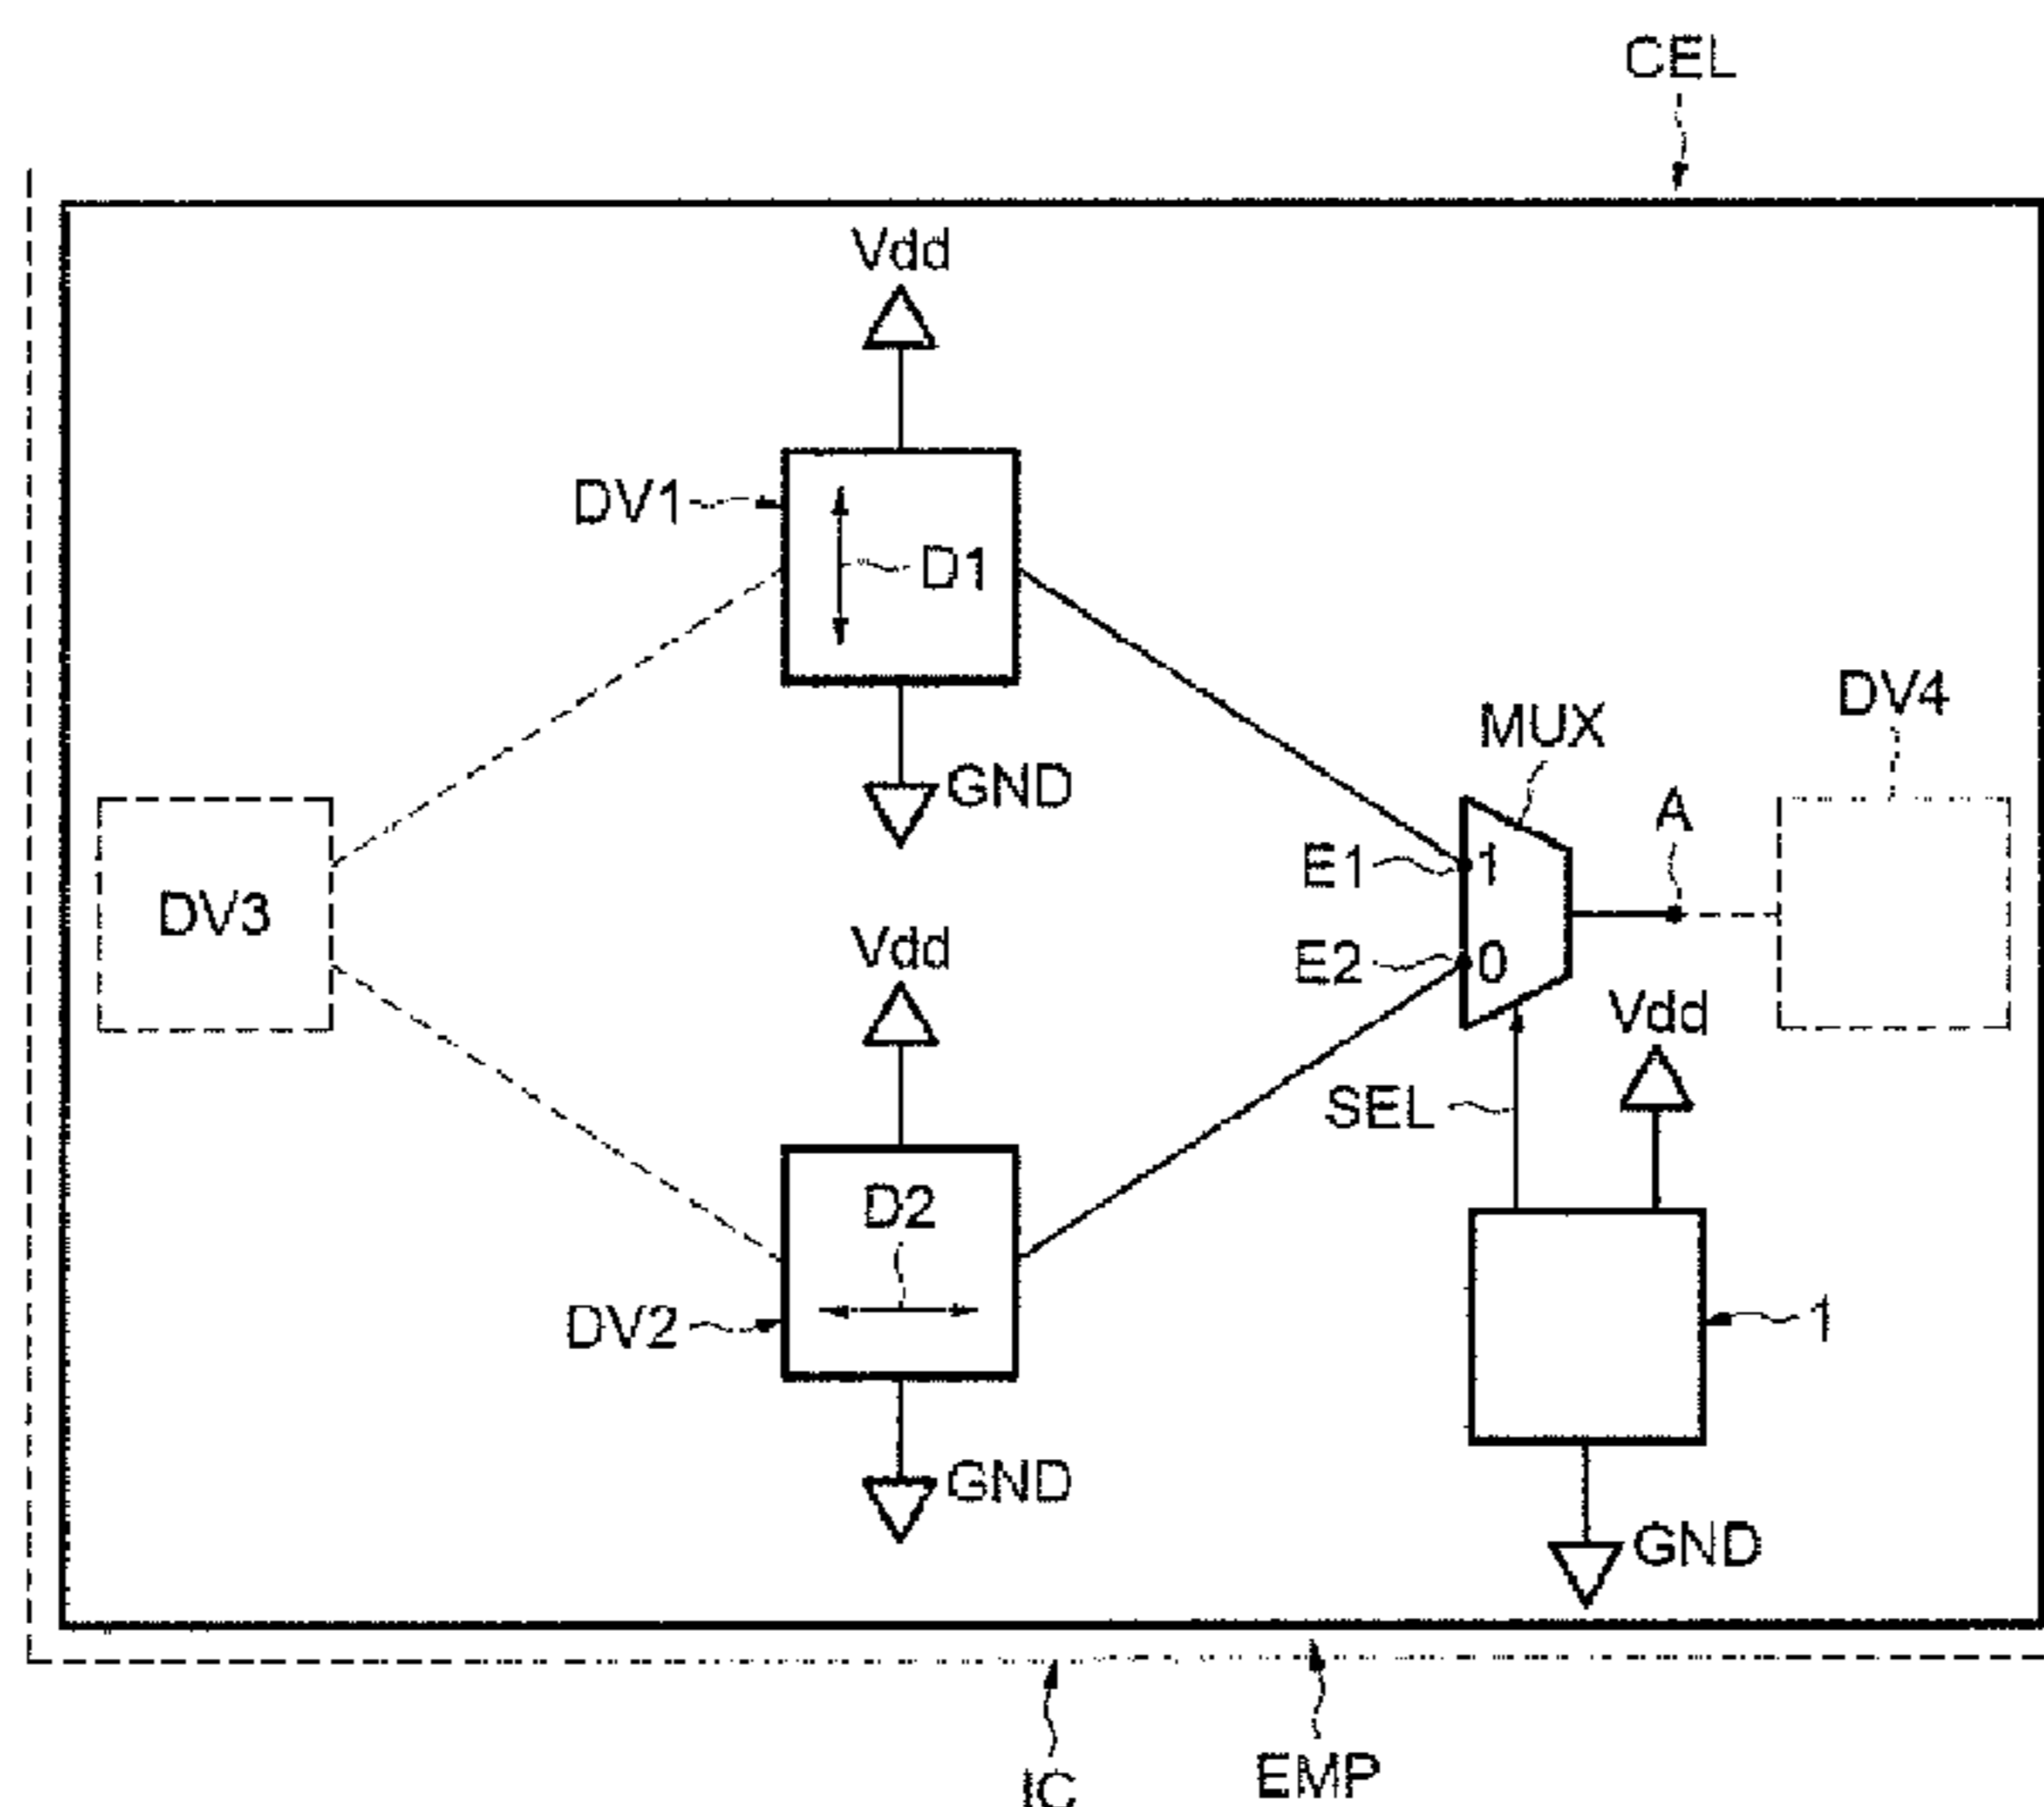 CEL
Vdd
DV1
D1
DV4
MUX
GND
A
E1
1
DV3
Vdd
E2
0
Vdd
SEL
D2
DV2
1
GND
GND
EMP
IC